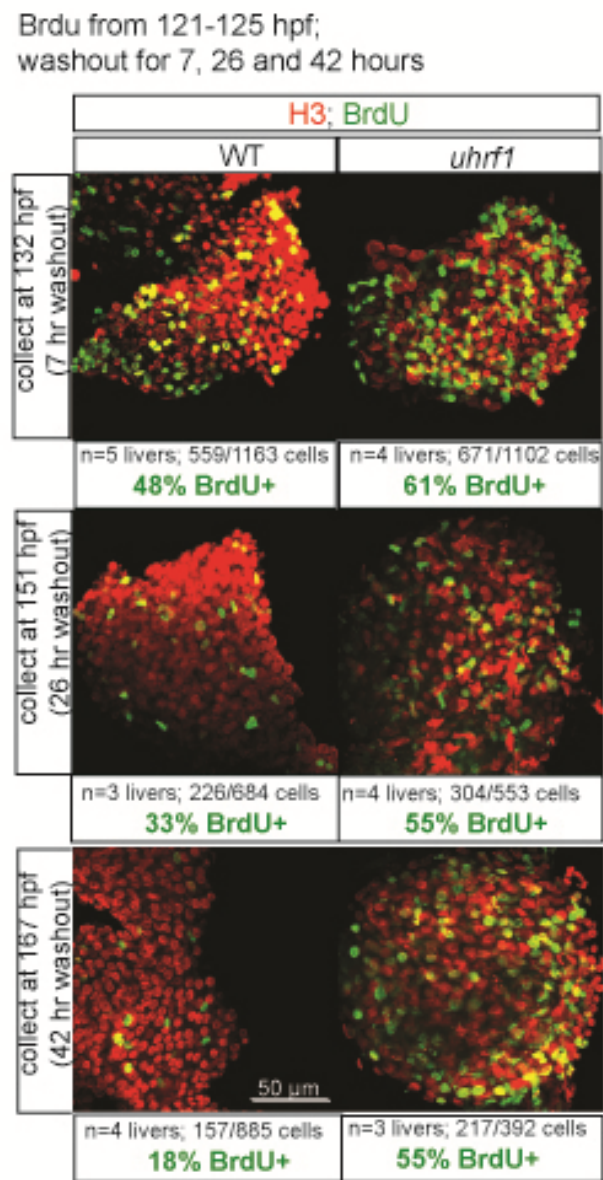 Brdu from 121-125 hpf;
washout for 7, 26 and 42 hours
H3; BrdU
WT
uhrf1
collect at 132 hpf
(7 hr washout)
n=5 livers; 559/1163 cells
48% BrdU+
n=4 livers; 671/1102 cells
61% BrdU+
collect at 151 hpf
(26 hr washout)
n=3 livers; 226/684 cells
33% BrdU+
n=4 livers; 304/553 cells
55% BrdU+
collect at 167 hpf
(42 hr washout)
50 µm
n=4 livers; 157/885 cells
18% BrdU+
n=3 livers; 217/392 cells
55% BrdU+